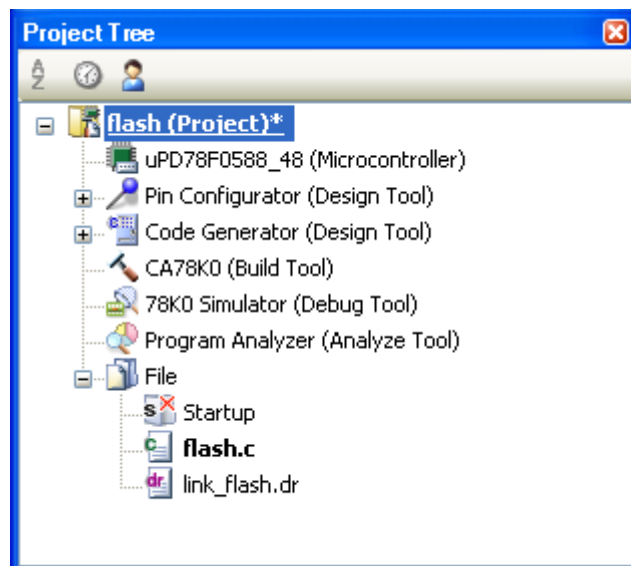 Project Tree
flash (Project)*
uPD78F0588_48 (Microcontroller)
Pin Configurator (Design Tool)
Code Generator (Design Tool)
CA78K0 (Build Tool)
78K0 Simulator (Debug Tool)
Program Analyzer (Analyze Tool)
File
Startup
flash.c
link_flash.dr